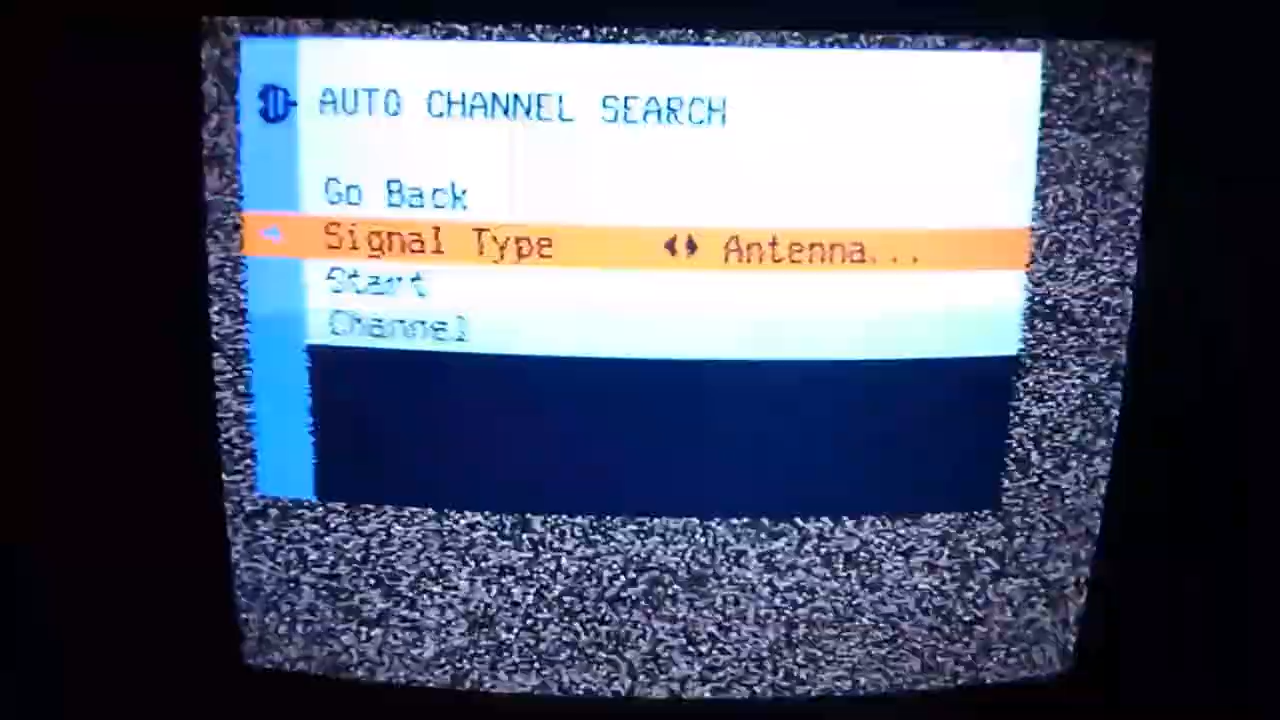 AUTO CHANNEL SEARCH
Go Back
Signal Type Antenna...
Start
Channel